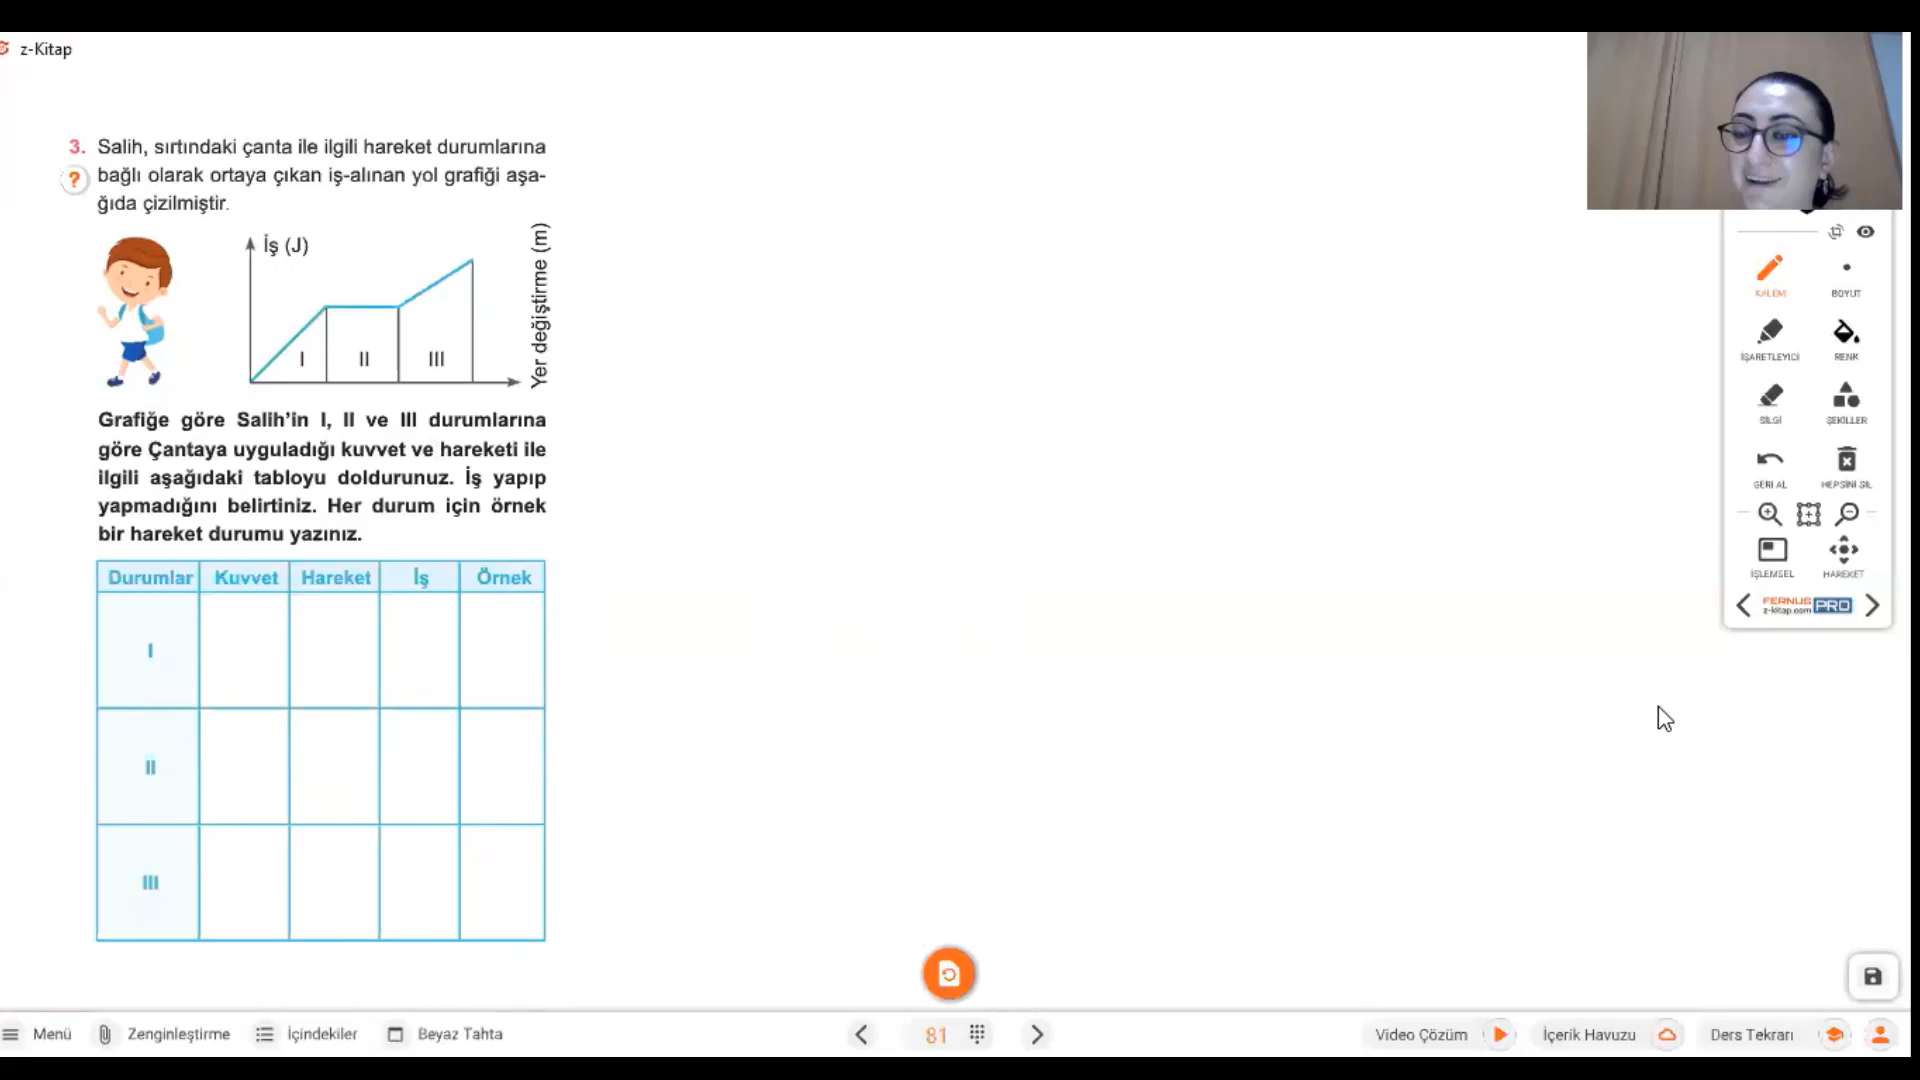 z-Kitap
3. Salih, sırtındaki çanta ile ilgili hareket durumlarına
? bağlı olarak ortaya çıkan iş-alınan yol grafiği aşa-
ğıda çizilmiştir.
İş (J)
Yer değiştirme (m)
I II III
Grafiğe göre Salih’in I, II ve III durumlarına
göre Çantaya uyguladığı kuvvet ve hareketi ile
ilgili aşağıdaki tabloyu doldurunuz. İş yapıp
yapmadığını belirtiniz. Her durum için örnek
bir hareket durumu yazınız.
Durumlar Kuvvet Hareket İş Örnek
I
II
III
KALEM BOYUT
İŞARETLEYİCİ RENK
SİLGİ ŞEKİLLER
GERİ AL HEPSİNİ SİL
İŞLEMSEL HAREKET
FERNUS
z-kitap.com PRO
Menü Zenginleştirme İçindekiler Beyaz Tahta 81 Video Çözüm İçerik Havuzu Ders Tekrarı